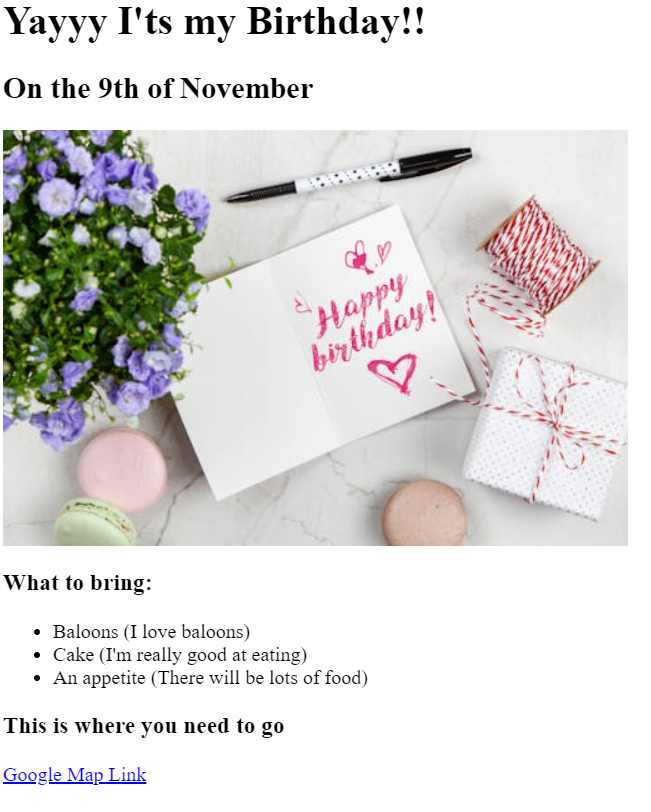 Yayyy I'ts my Birthday!!
On the 9th of November
Happy
birthday!
What to bring:
Baloons (I love baloons)
Cake (I'm really good at eating)
An appetite (There will be lots of food)
This is where you need to go
Google Map Link